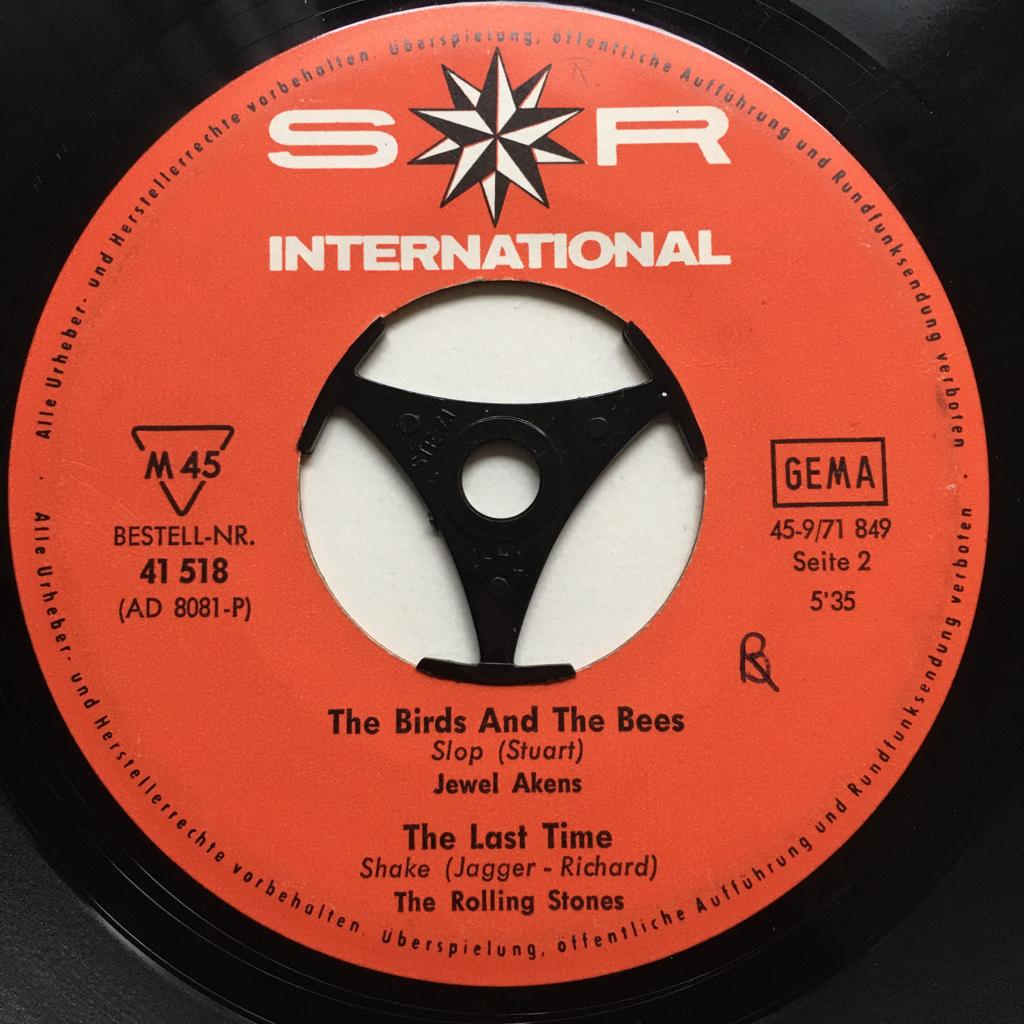 Alle Urheber- und Herstellerrechte vorbehalten. Überspielung, öffentliche Aufführung und Rundfunksendung verboten
S R
INTERNATIONAL
M 45
BESTELL-NR.
41 518
(AD 8081-P)
GEMA
45-9/71 849
Seite 2
5'35
The Birds And The Bees
Slop (Stuart)
Jewel Akens
The Last Time
Shake (Jagger - Richard)
The Rolling Stones
Alle Urheber- und Herstellerrechte vorbehalten. Überspielung, öffentliche Aufführung und Rundfunksendung verboten